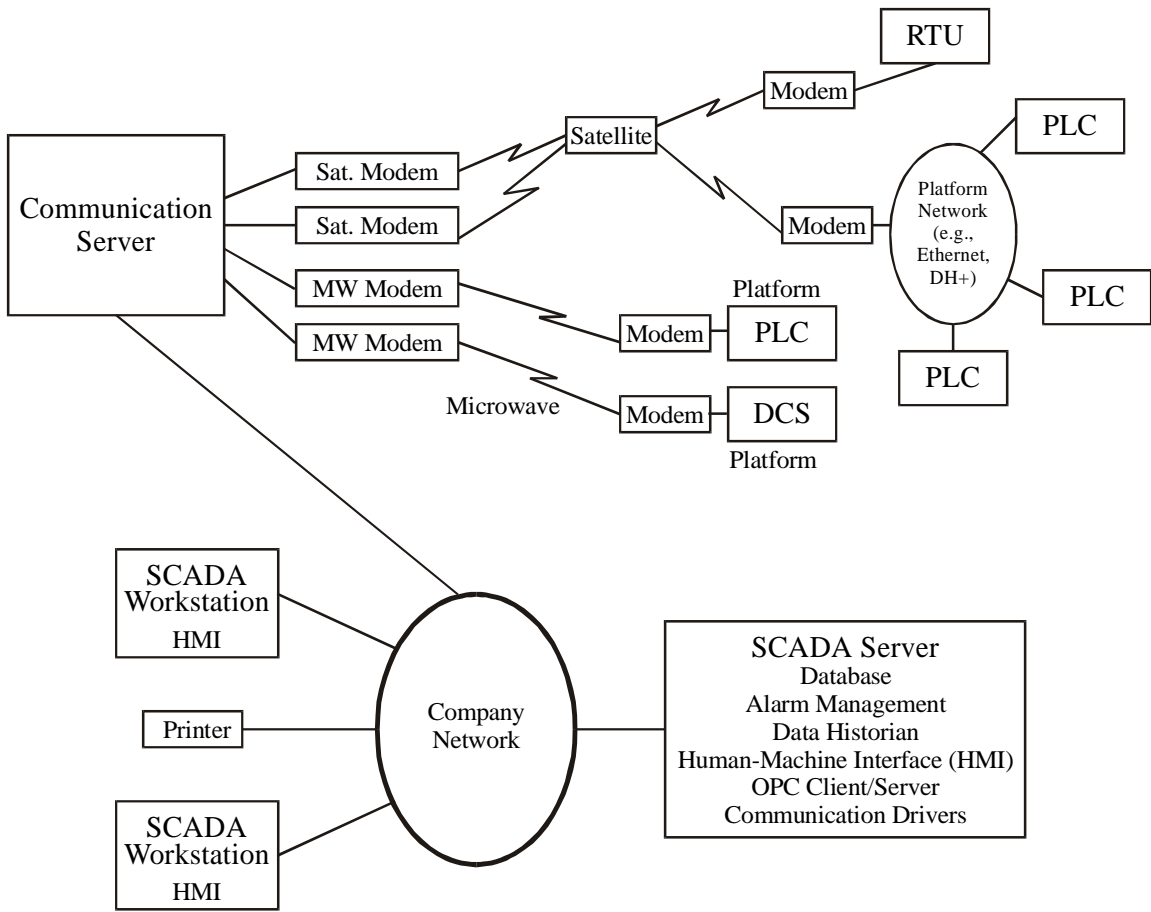 RTU
Modem
Satellite
PLC
Sat. Modem
Communication
Server
Sat. Modem
Platform
Network
(e.g.,
Ethernet,
DH+)
Modem
MW Modem
Platform
PLC
MW Modem
Modem
PLC
PLC
Microwave
Modem
DCS
Platform
SCADA
Workstation
HMI
Printer
Company
Network
SCADA
Workstation
HMI
SCADA Server
Database
Alarm Management
Data Historian
Human-Machine Interface (HMI)
OPC Client/Server
Communication Drivers